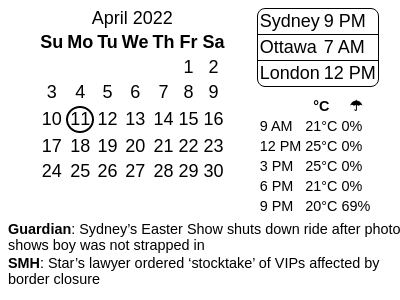 April 2022
Su Mo Tu We Th Fr Sa
1 2
3 4 5 6 7 8 9
10 11 12 13 14 15 16
17 18 19 20 21 22 23
24 25 26 27 28 29 30
Sydney 9 PM
Ottawa 7 AM
London 12 PM
°C ☂
9 AM 21°C 0%
12 PM 25°C 0%
3 PM 25°C 0%
6 PM 21°C 0%
9 PM 20°C 69%
Guardian: Sydney’s Easter Show shuts down ride after photo
shows boy was not strapped in
SMH: Star’s lawyer ordered ‘stocktake’ of VIPs affected by
border closure